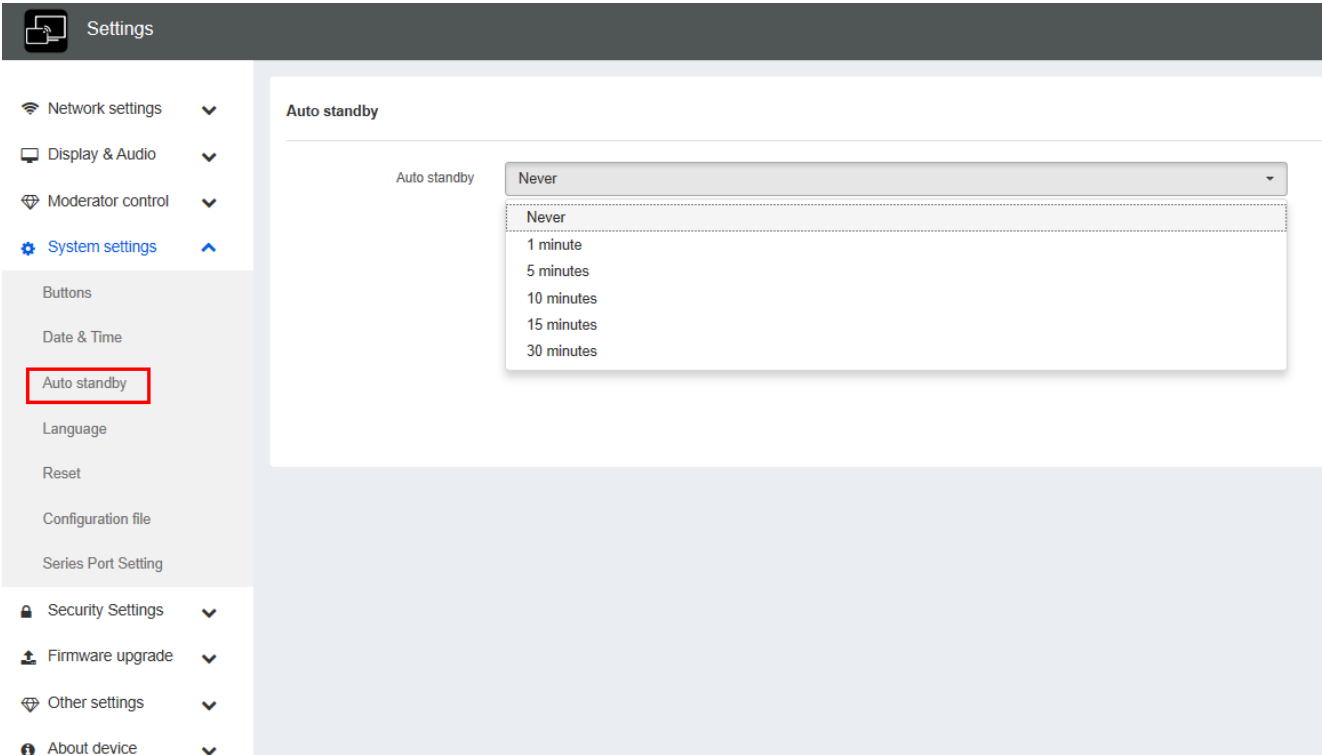 Settings
Network settings
Display & Audio
Moderator control
System settings
Buttons
Date & Time
Auto standby
Language
Reset
Configuration file
Series Port Setting
Security Settings
Firmware upgrade
Other settings
About device
Auto standby
Auto standby Never
Never
1 minute
5 minutes
10 minutes
15 minutes
30 minutes